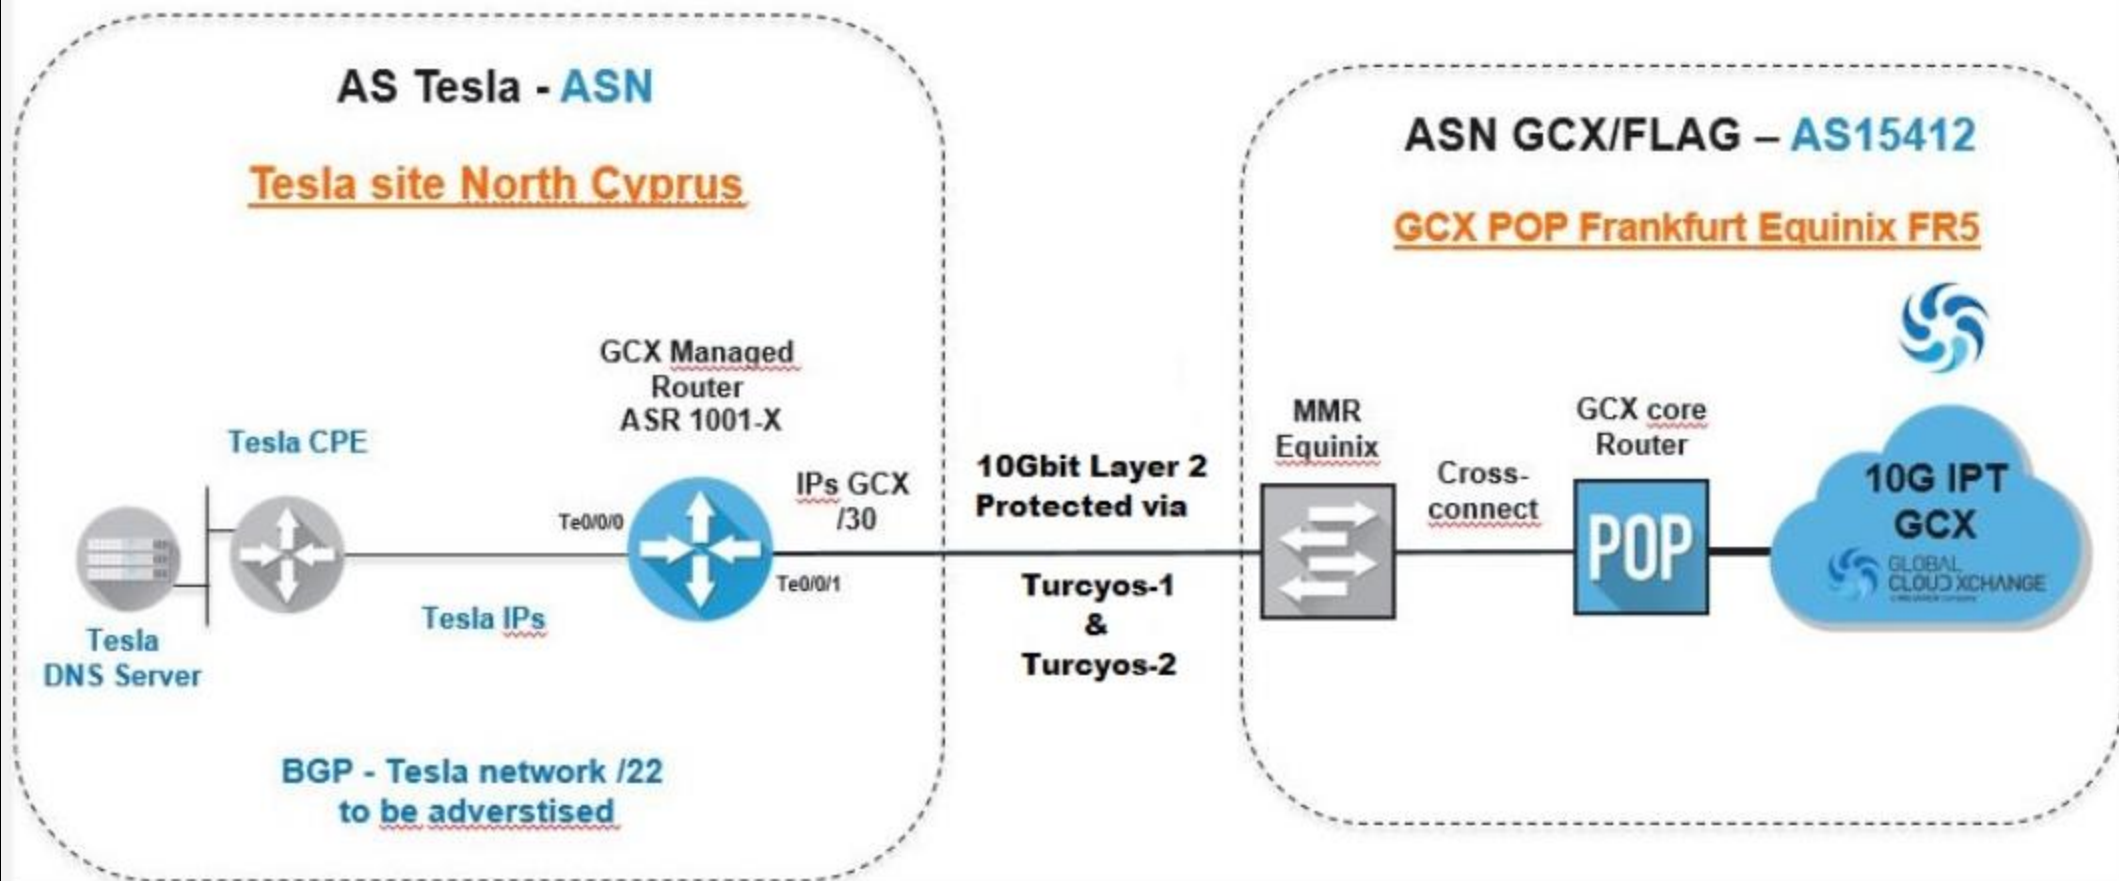 AS Tesla - ASN
Tesla site North Cyprus
GCX Managed
Router
ASR 1001-X
Tesla CPE
IPs GCX
/30
Te0/0/0
Te0/0/1
Tesla IPs
Tesla
DNS Server
BGP - Tesla network /22
to be adverstised
10Gbit Layer 2
Protected via
Turcyos-1
&
Turcyos-2
ASN GCX/FLAG – AS15412
GCX POP Frankfurt Equinix FR5
MMR
Equinix
Cross-
connect
GCX core
Router
POP
10G IPT
GCX
GLOBAL
CLOUD XCHANGE